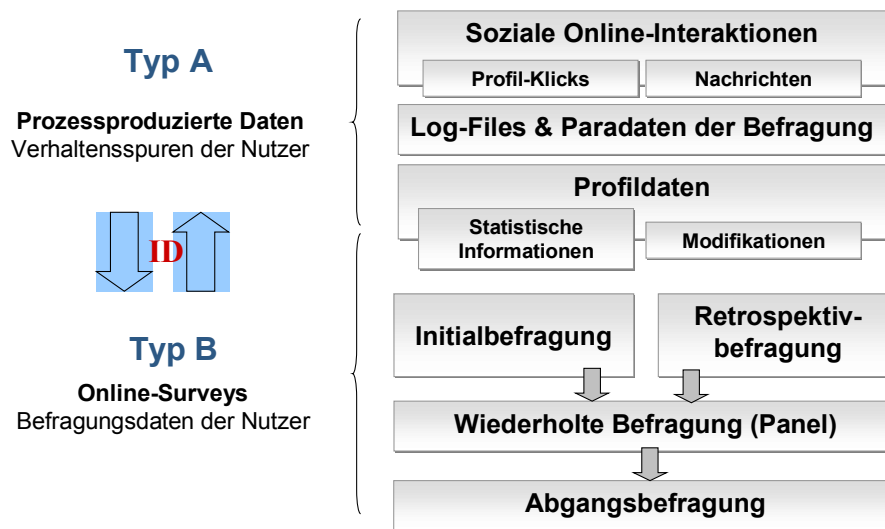 Typ A
Prozessproduzierte Daten
Verhaltensspuren der Nutzer
ID
Typ B
Online-Surveys
Befragungsdaten der Nutzer
Soziale Online-Interaktionen
Profil-Klicks
Nachrichten
Log-Files & Paradaten der Befragung
Profildaten
Statistische
Informationen
Modifikationen
Initialbefragung
Retrospektiv-
befragung
Wiederholte Befragung (Panel)
Abgangsbefragung